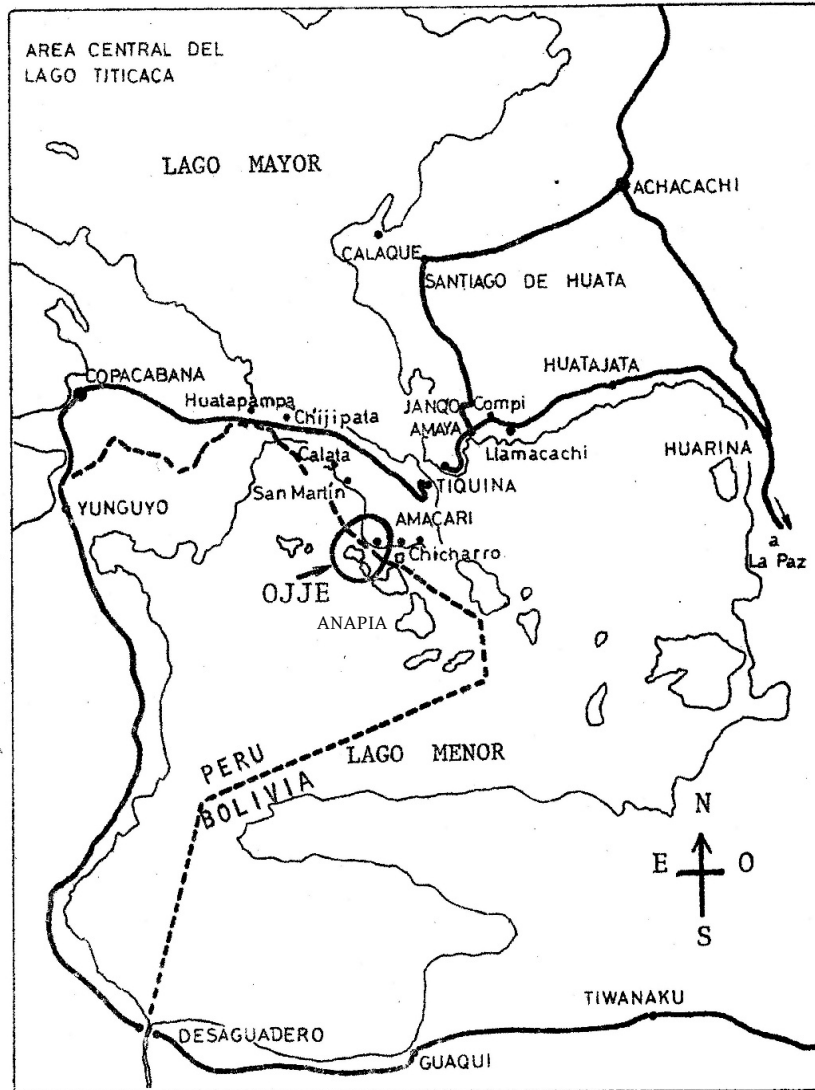 AREA CENTRAL DEL
LAGO TITICACA
LAGO MAYOR
ACHACACHI
CALAQUE
SANTIAGO DE HUATA
HUATAJATA
COPACABANA
Huatapampa
Chijipata
JANQO
AMAYA
Compi
Llamacachi
HUARINA
Calata
TIQUINA
San Martín
YUNGUYO
AMACARI
Chicharro
a
La Paz
OJJE
ANAPIA
PERU
BOLIVIA
LAGO MENOR
N
E O
S
TIWANAKU
DESAGUADERO
GUAQUI